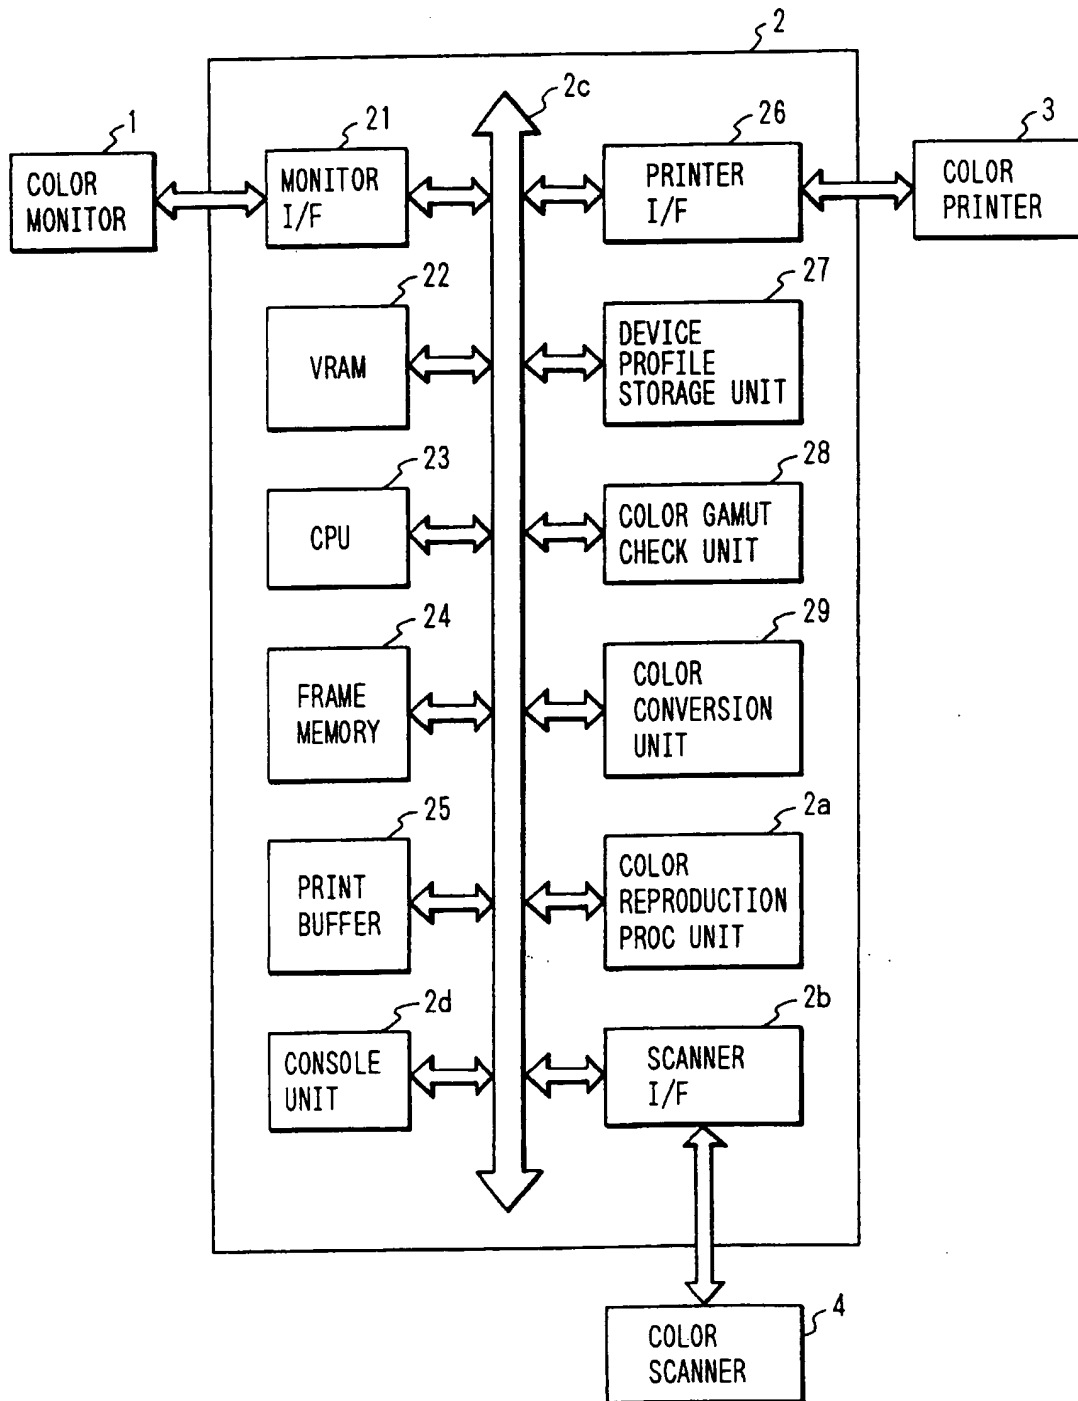 2
2c
1
21
26
3
COLOR
MONITOR
MONITOR
I/F
PRINTER
I/F
COLOR
PRINTER
22
27
VRAM
DEVICE
PROFILE
STORAGE UNIT
23
28
CPU
COLOR GAMUT
CHECK UNIT
24
29
FRAME
MEMORY
COLOR
CONVERSION
UNIT
25
2a
PRINT
BUFFER
COLOR
REPRODUCTION
PROC UNIT
2d
2b
CONSOLE
UNIT
SCANNER
I/F
4
COLOR
SCANNER